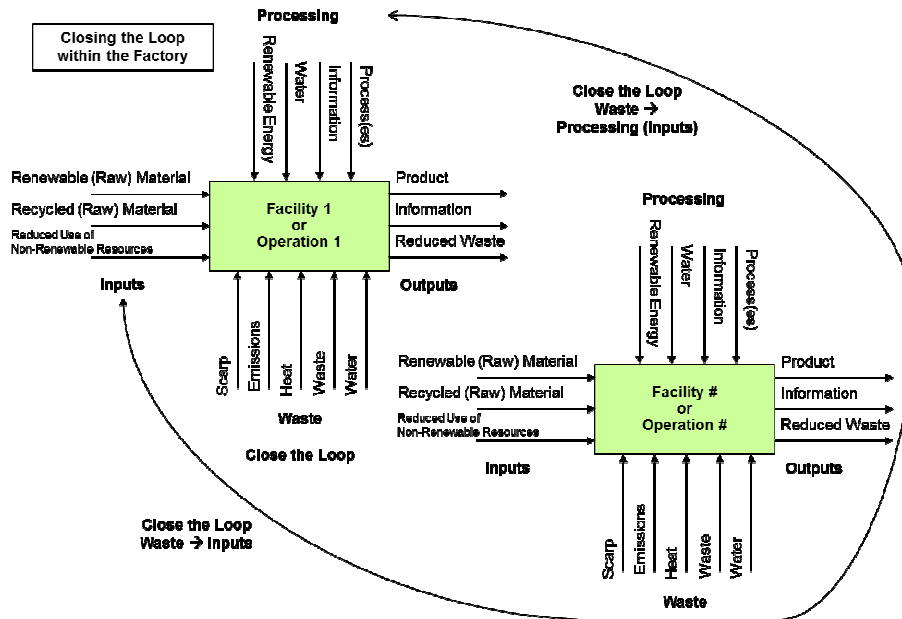 Closing the Loop
within the Factory
Processing
Renewable Energy
Water
Information
Process(es)
Close the Loop
Waste →
Processing (Inputs)
Renewable (Raw) Material
Recycled (Raw) Material
Reduced Use of
Non-Renewable Resources
Inputs
Facility 1
or
Operation 1
Product
Information
Reduced Waste
Outputs
Scarp
Emissions
Heat
Waste
Water
Waste
Close the Loop
Processing
Renewable Energy
Water
Information
Process(es)
Renewable (Raw) Material
Recycled (Raw) Material
Reduced Use of
Non-Renewable Resources
Inputs
Facility #
or
Operation #
Product
Information
Reduced Waste
Outputs
Scarp
Emissions
Heat
Waste
Water
Waste
Close the Loop
Waste → Inputs